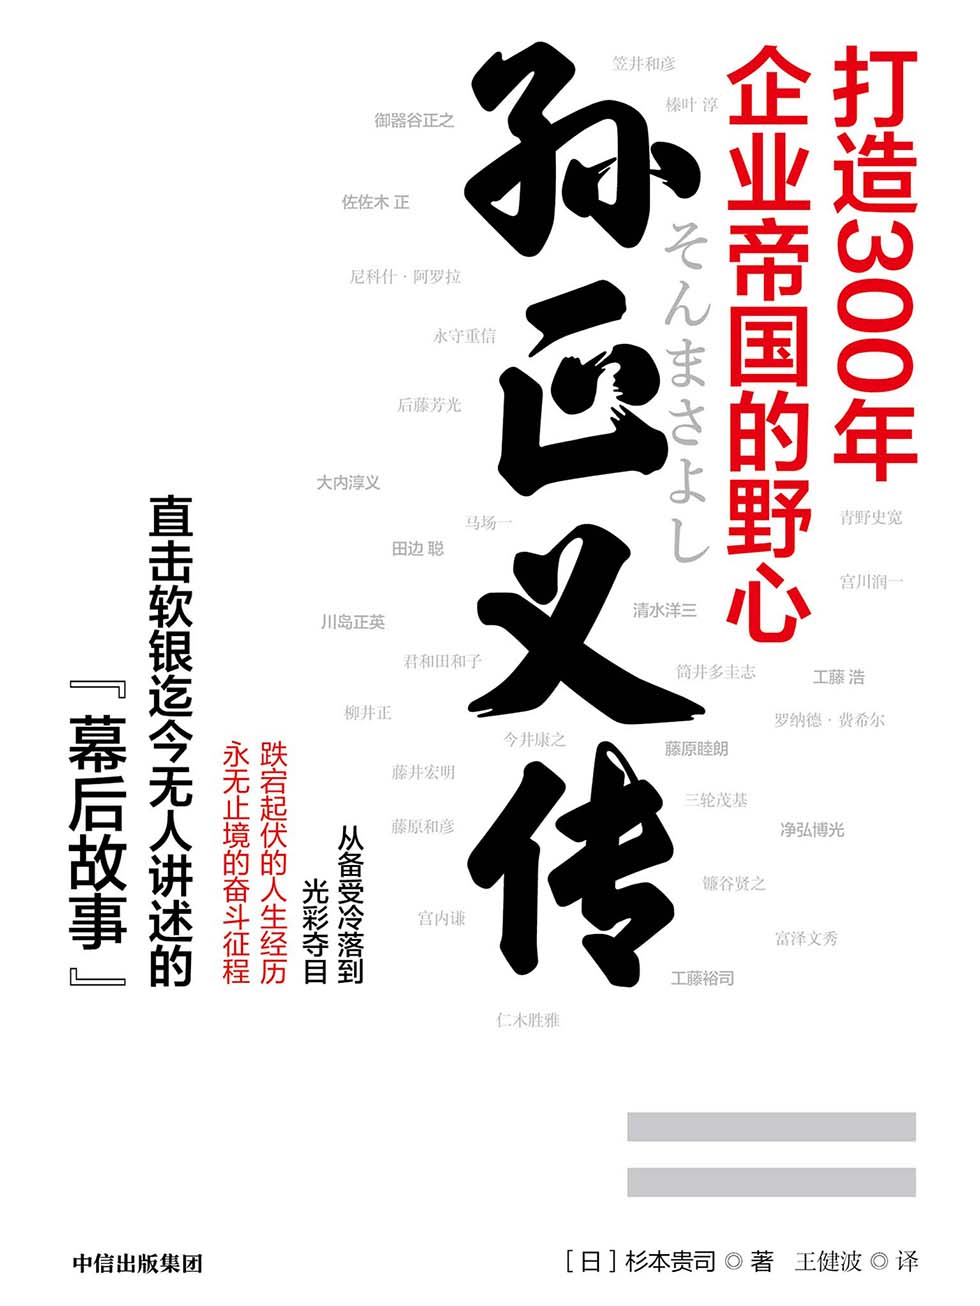 打造300年
企业帝国的野心
孙正义传
そんまさよし
笠井和彦
榛叶 淳
御器谷正之
佐佐木 正
尼科什·阿罗拉
永守重信
后藤芳光
大内淳义
马场一
田边 聪
青野史宽
宫川润一
川岛正英
清水洋三
君和田和子
筒井多圭志
工藤 浩
柳井正
罗纳德·费希尔
今井康之
藤原睦朗
藤井宏明
三轮茂基
藤原和彦
净弘博光
镰谷贤之
宫内谦
富泽文秀
工藤裕司
仁木胜雅
从备受冷落到
光彩夺目
跌宕起伏的人生经历
永无止境的奋斗征程
直击软银迄今无人讲述的
『幕后故事』
[日]杉本贵司◎著 王健波◎译
中信出版集团